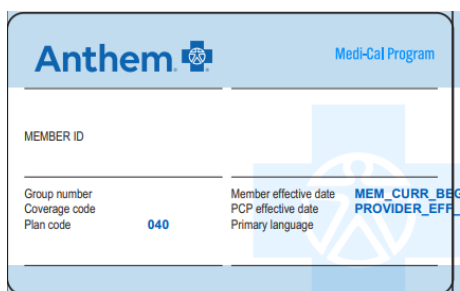 Anthem
Medi-Cal Program
MEMBER ID
Group number
Coverage code
Plan code 040
Member effective date MEM_CURR_BEG
PCP effective date PROVIDER_EFF_
Primary language